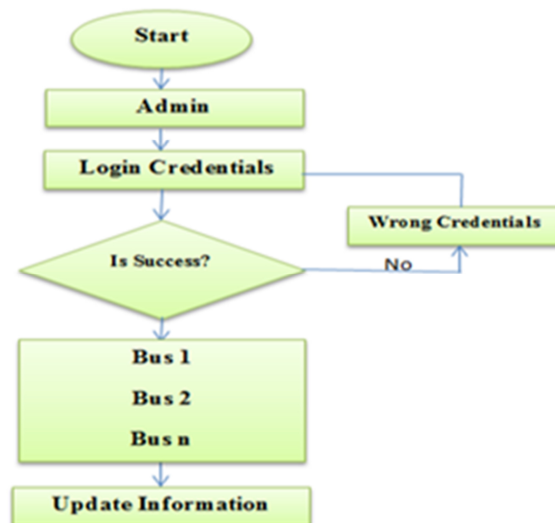 Start
Admin
Login Credentials
Wrong Credentials
Is Success?
No
Bus 1
Bus 2
Bus n
Update Information